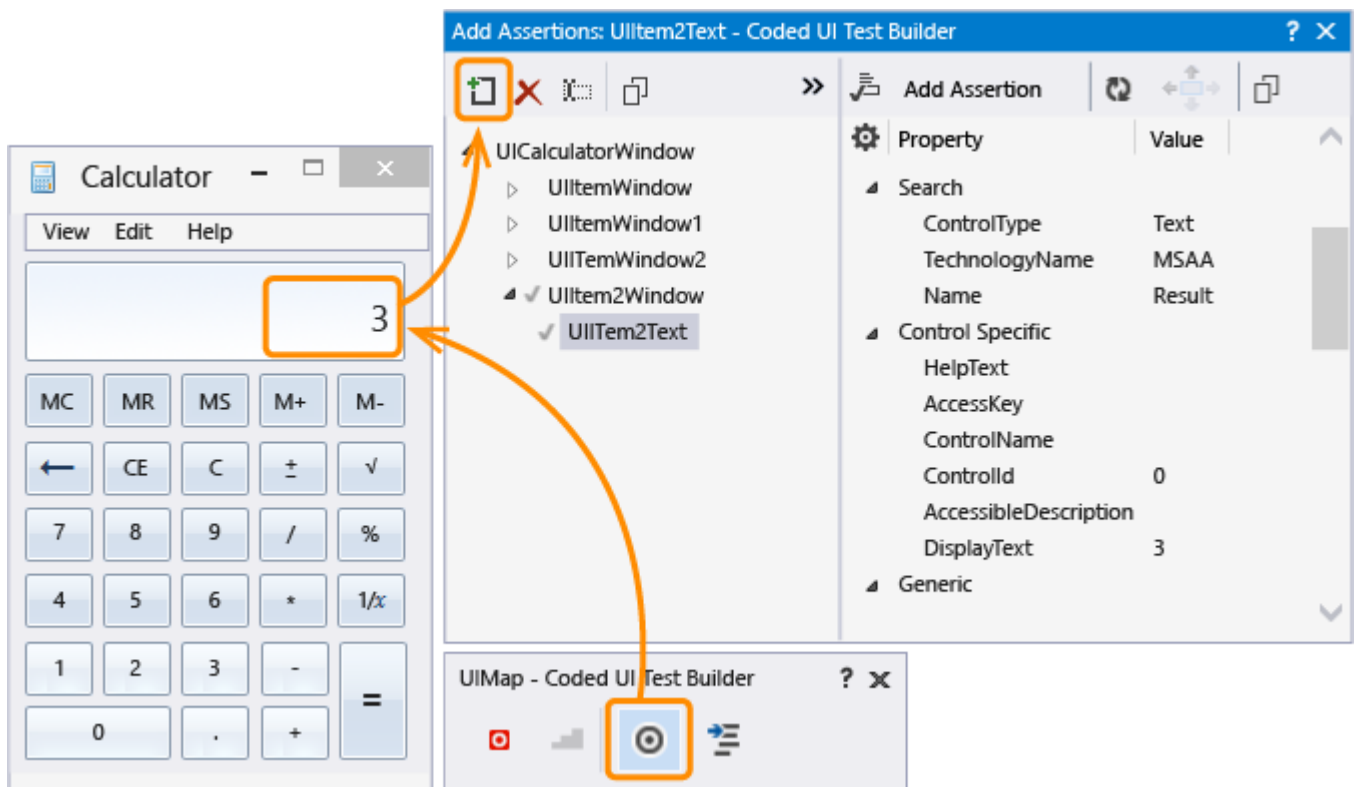 Add Assertions: UIItem2Text - Coded UI Test Builder ? ×
» Add Assertion
UICalculatorWindow
UIItemWindow
UIItemWindow1
UIITemWindow2
UIItem2Window
UIITem2Text
Property Value
Search
ControlType Text
TechnologyName MSAA
Name Result
Control Specific
HelpText
AccessKey
ControlName
ControlId 0
AccessibleDescription
DisplayText 3
Generic
Calculator
View Edit Help
3
MC MR MS M+ M-
← CE C ± √
7 8 9 / %
4 5 6 * 1/x
1 2 3 - =
0 . +
UIMap - Coded UI Test Builder ? ×